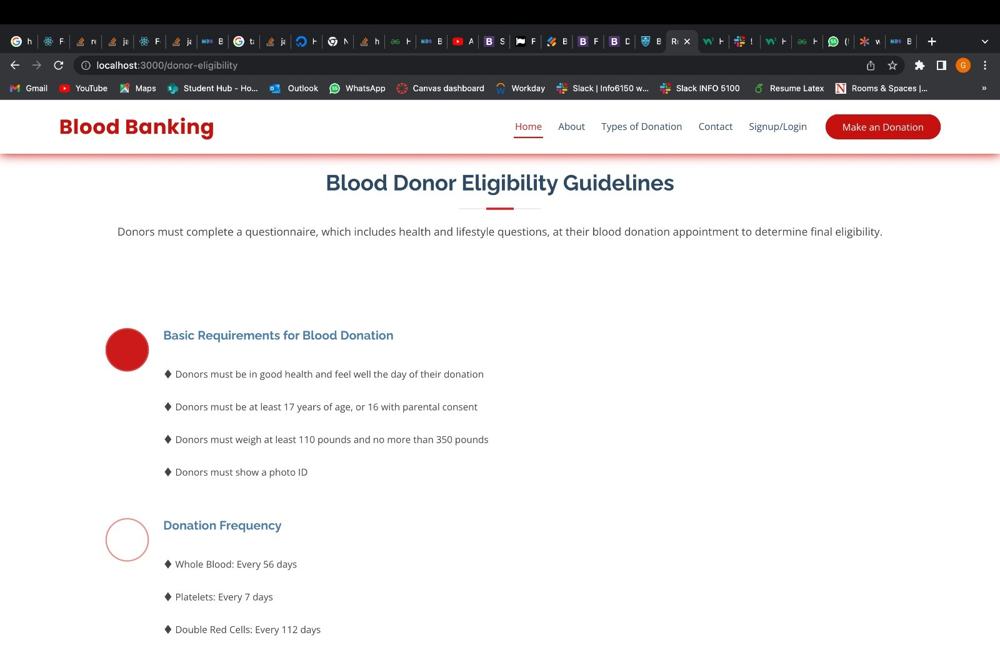 h F re ja F ja B ta ja H N h H B A S F B F D B Re H ! H H (! w B
localhost:3000/donor-eligibility G
Gmail YouTube Maps Student Hub - Ho... Outlook WhatsApp Canvas dashboard Workday Slack | Info6150 w... Slack INFO 5100 Resume Latex Rooms & Spaces |... »
Blood Banking Home About Types of Donation Contact Signup/Login Make an Donation
Blood Donor Eligibility Guidelines
Donors must complete a questionnaire, which includes health and lifestyle questions, at their blood donation appointment to determine final eligibility.
Basic Requirements for Blood Donation
♦ Donors must be in good health and feel well the day of their donation
♦ Donors must be at least 17 years of age, or 16 with parental consent
♦ Donors must weigh at least 110 pounds and no more than 350 pounds
♦ Donors must show a photo ID
Donation Frequency
♦ Whole Blood: Every 56 days
♦ Platelets: Every 7 days
♦ Double Red Cells: Every 112 days